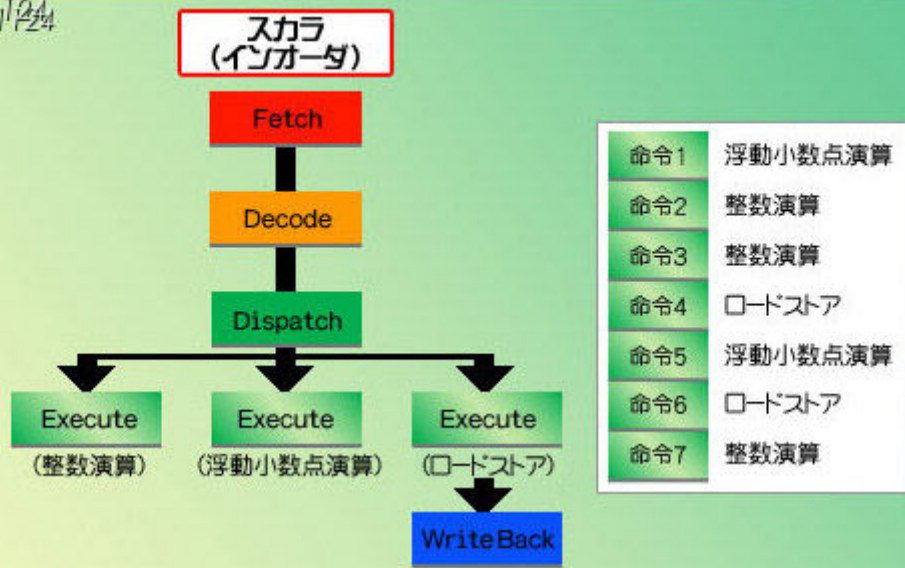 スカラ
(インオーダ)
Fetch
Decode
Dispatch
Execute
(整数演算)
Execute
(浮動小数点演算)
Execute
(ロードストア)
WriteBack
命令1 浮動小数点演算
命令2 整数演算
命令3 整数演算
命令4 ロードストア
命令5 浮動小数点演算
命令6 ロードストア
命令7 整数演算